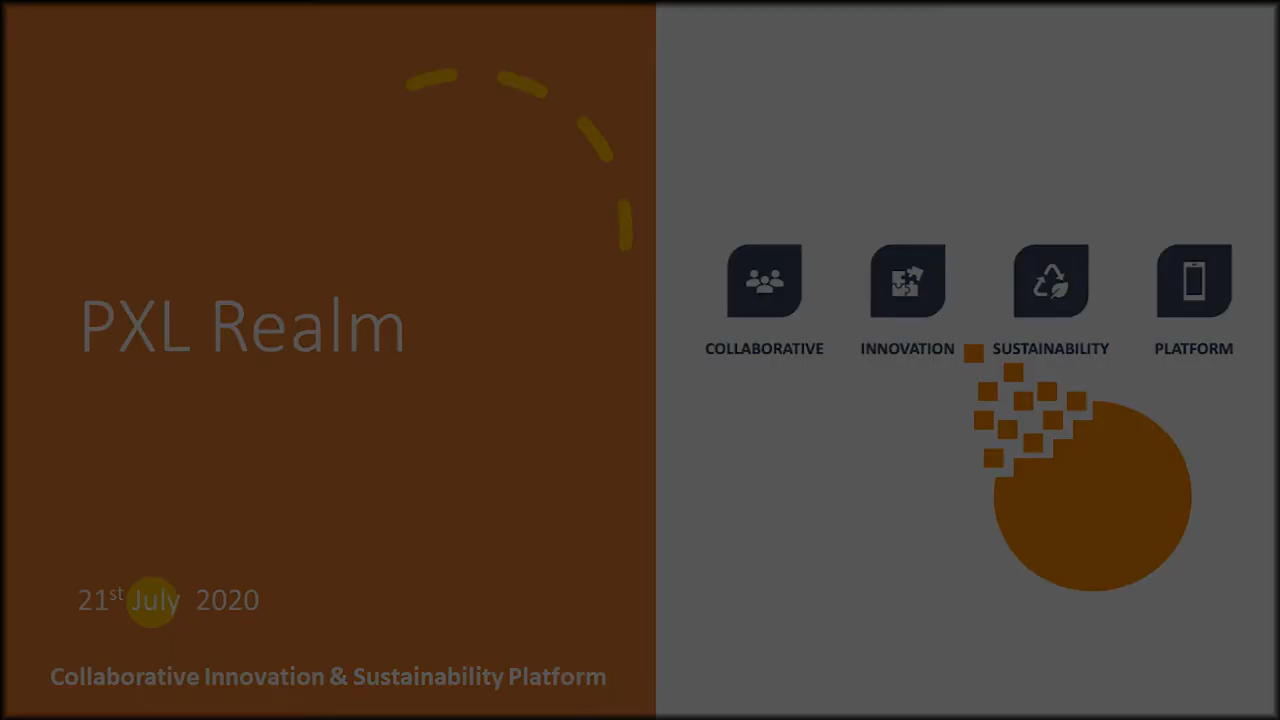 PXL Realm
21st July 2020
Collaborative Innovation & Sustainability Platform
COLLABORATIVE
INNOVATION
SUSTAINABILITY
PLATFORM